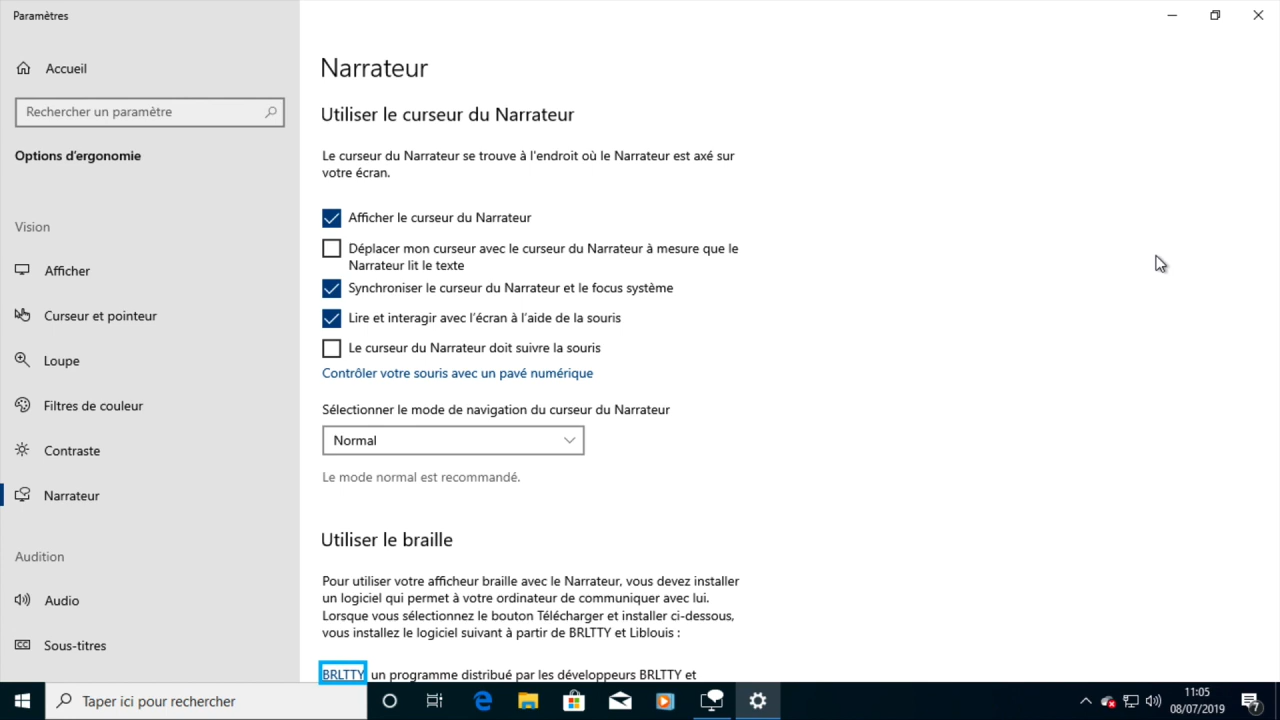 Paramètres
Accueil
Rechercher un paramètre
Options d'ergonomie
Vision
Afficher
Curseur et pointeur
Loupe
Filtres de couleur
Contraste
Narrateur
Audition
Audio
Sous-titres
Narrateur
Utiliser le curseur du Narrateur
Le curseur du Narrateur se trouve à l'endroit où le Narrateur est axé sur
votre écran.
Afficher le curseur du Narrateur
Déplacer mon curseur avec le curseur du Narrateur à mesure que le
Narrateur lit le texte
Synchroniser le curseur du Narrateur et le focus système
Lire et interagir avec l'écran à l'aide de la souris
Le curseur du Narrateur doit suivre la souris
Contrôler votre souris avec un pavé numérique
Sélectionner le mode de navigation du curseur du Narrateur
Normal
Le mode normal est recommandé.
Utiliser le braille
Pour utiliser votre afficheur braille avec le Narrateur, vous devez installer
un logiciel qui permet à votre ordinateur de communiquer avec lui.
Lorsque vous sélectionnez le bouton Télécharger et installer ci-dessous,
vous installez le logiciel suivant à partir de BRLTTY et Liblouis :
BRLTTY un programme distribué par les développeurs BRLTTY et
Taper ici pour rechercher
11:05
08/07/2019
7